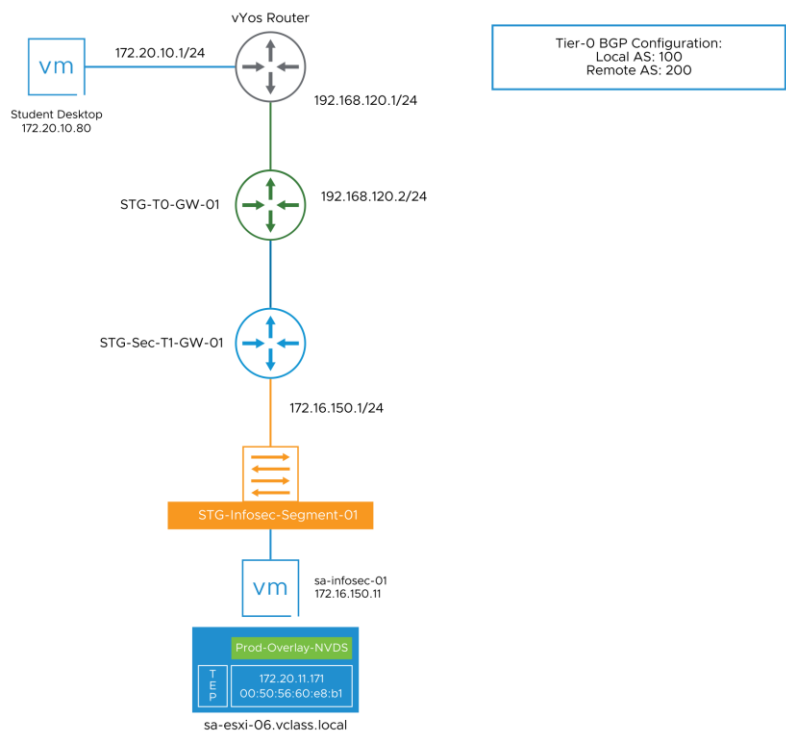 vYos Router
Tier-0 BGP Configuration:
Local AS: 100
Remote AS: 200
172.20.10.1/24
vm
Student Desktop
172.20.10.80
192.168.120.1/24
192.168.120.2/24
STG-T0-GW-01
STG-Sec-T1-GW-01
172.16.150.1/24
STG-Infosec-Segment-01
vm
sa-infosec-01
172.16.150.11
Prod-Overlay-NVDS
TEP
172.20.11.171
00:50:56:60:e8:b1
sa-esxi-06.vclass.local